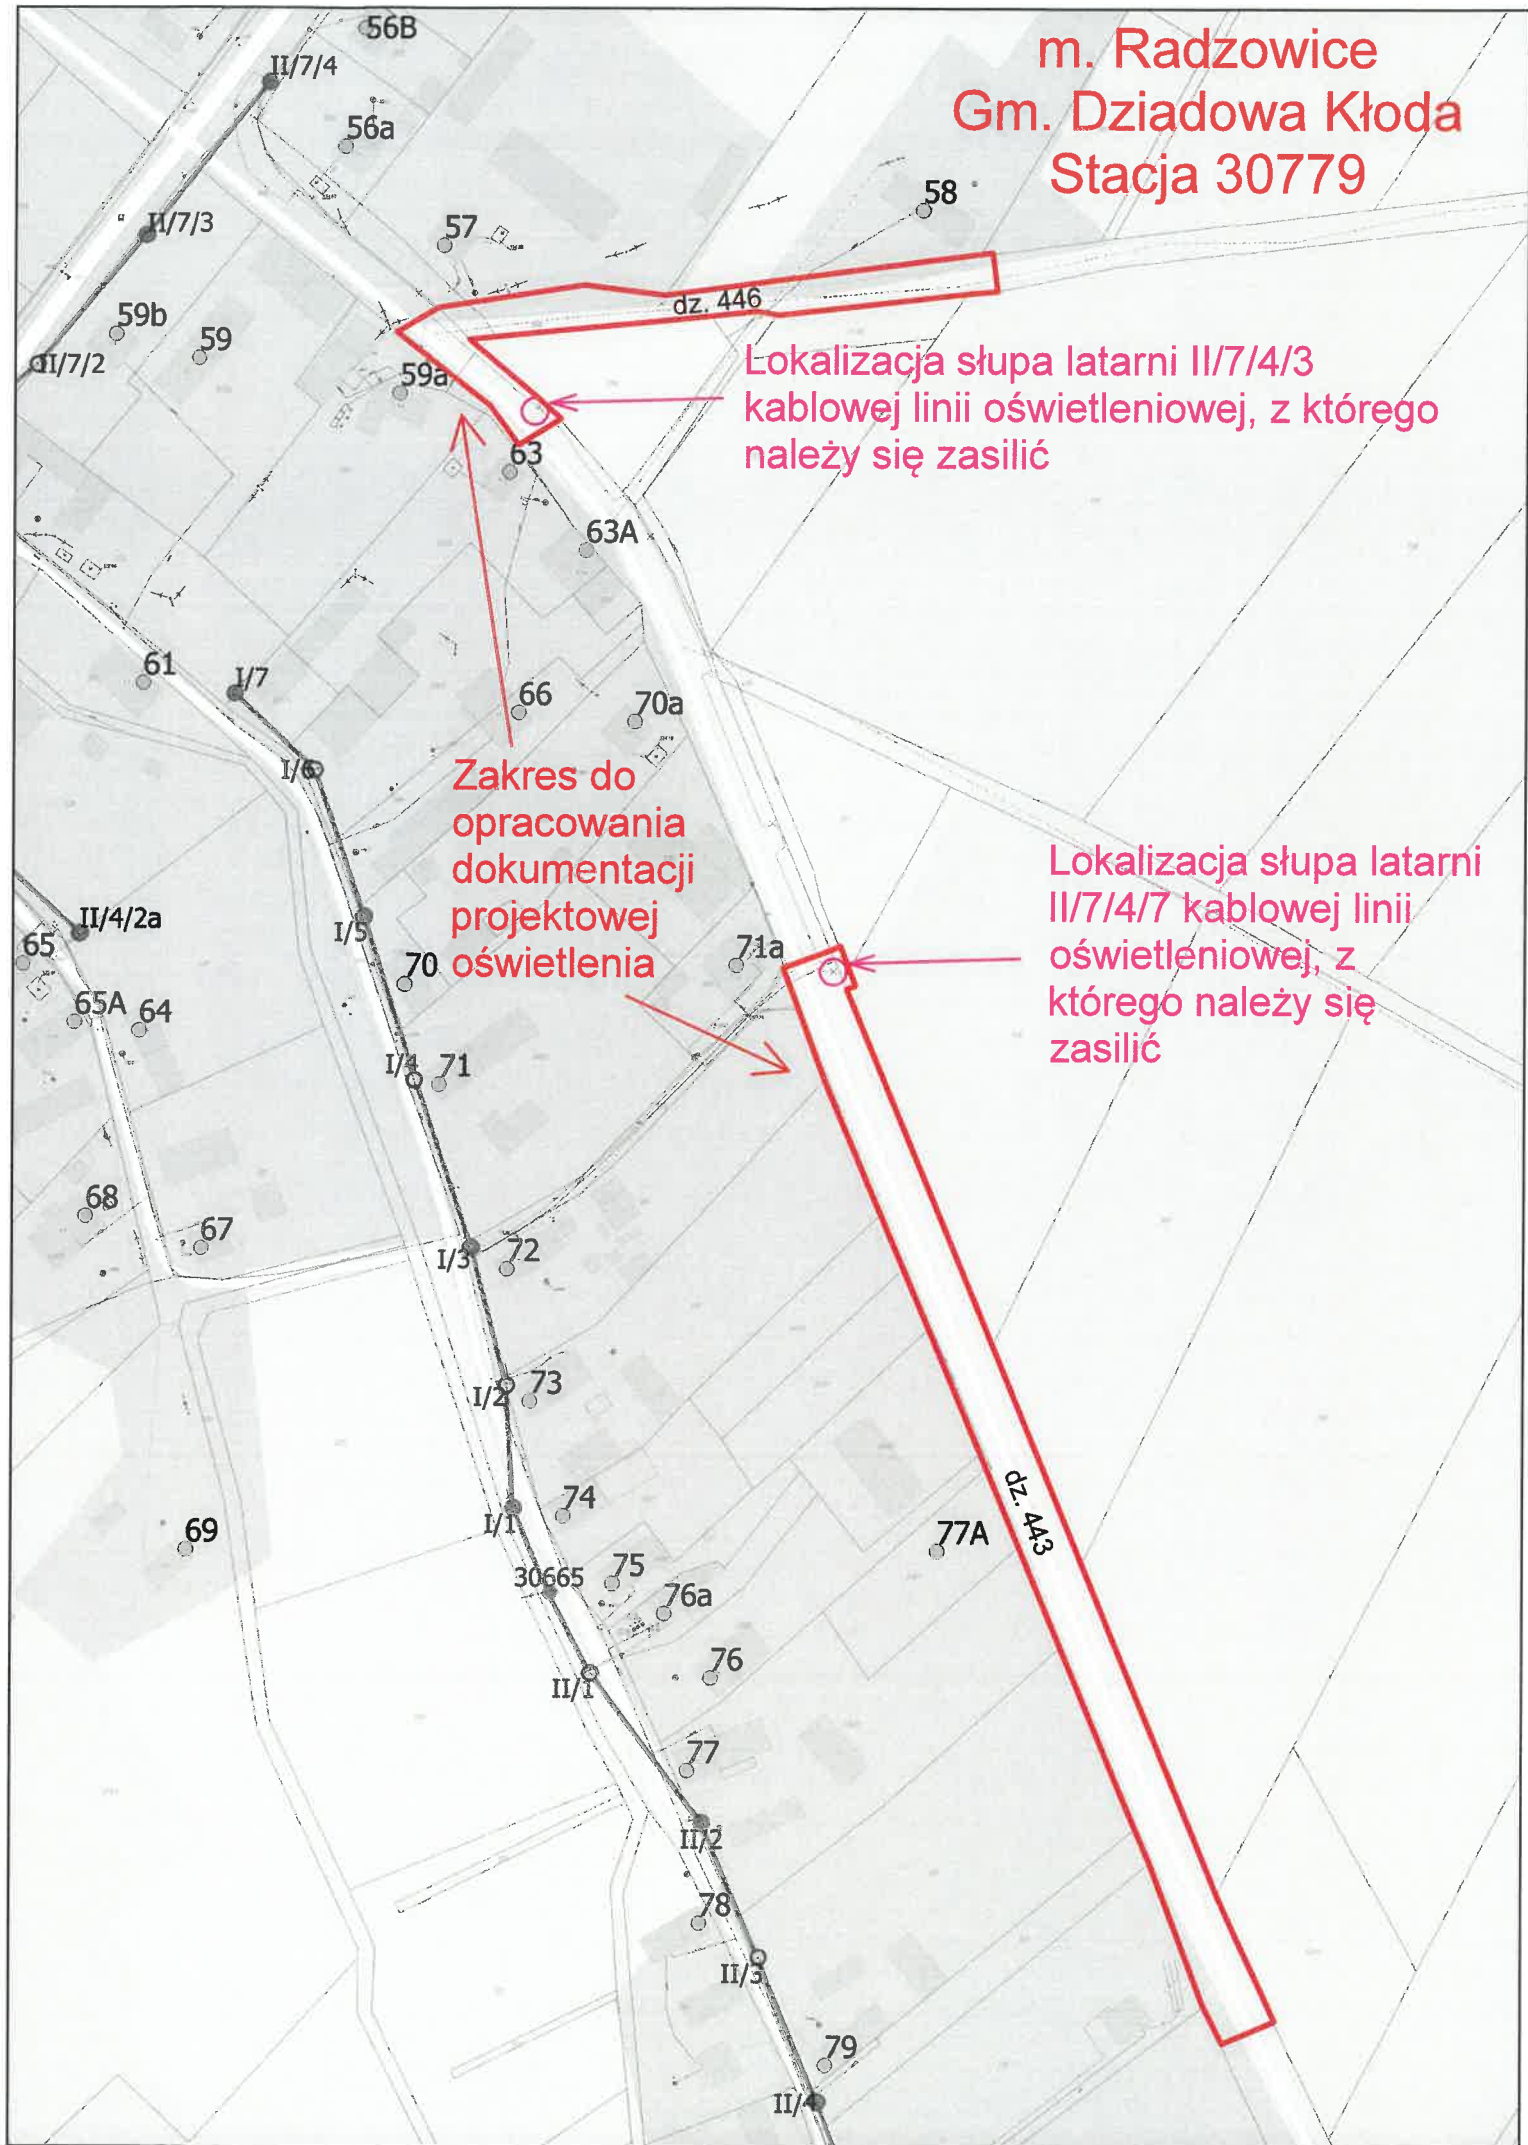 m. Radzowice
Gm. Dziadowa Kłoda
Stacja 30779
56B
II/7/4
56a
58
II/7/3
57
dz. 446
59b
59
II/7/2
59a
Lokalizacja słupa latarni II/7/4/3
kablowej linii oświetleniowej, z którego
należy się zasilić
63
63A
61
I/7
66
70a
I/6
Zakres do
opracowania
dokumentacji
projektowej
oświetlenia
Lokalizacja słupa latarni
II/7/4/7 kablowej linii
oświetleniowej, z
którego należy się
zasilić
II/4/2a
I/5
65
70
71a
65A
64
I/4
71
68
67
I/3
72
I/2
73
74
I/1
69
dz. 443
77A
30665
75
76a
76
II/1
77
II/2
78
II/3
79
II/4